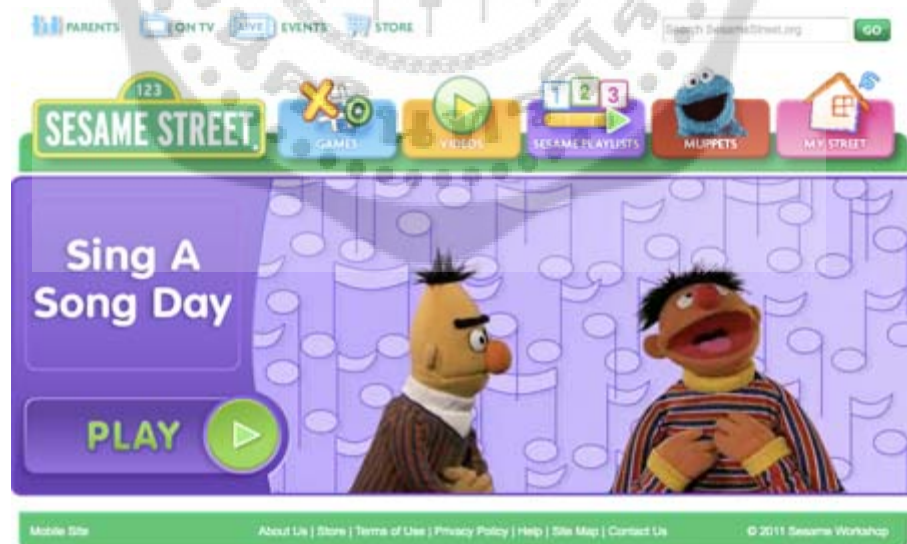 PARENTS ON TV LIVE EVENTS STORE
Search SesameStreet.org GO
123
SESAME STREET
1 2 3
GAMES VIDEOS SESAME PLAYLISTS MUPPETS MY STREET
Sing A
Song Day
PLAY
Mobile Site About Us | Store | Terms of Use | Privacy Policy | Help | Site Map | Contact Us © 2011 Sesame Workshop